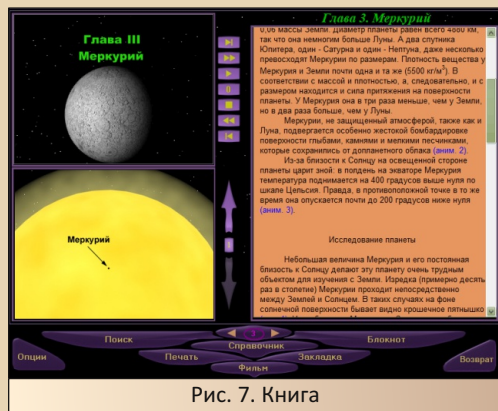 Глава 3. Меркурий
Глава III
Меркурий
0,06 массы Земли. Диаметр планеты равен всего 4880 км,
так что она немногим больше Луны. А два спутника
Юпитера, один - Сатурна и один - Нептуна, даже несколько
превосходят Меркурий по размерам. Плотность вещества у
Меркурия и Земли почти одна и та же (5500 кг/м³). В
соответствии с массой и плотностью, а, следовательно, и с
размером находится и сила притяжения на поверхности
планеты. У Меркурия она в три раза меньше, чем у Земли,
но в два раза больше, чем у Луны.
Меркурии, не защищенный атмосферой, также как и
Луна, подвергается особенно жестокой бомбардировке
поверхности глыбами, камнями и мелкими песчинками,
которые сохранились от допланетного облака (аним. 2).
Из-за близости к Солнцу на освещенной стороне
планеты царит зной: в полдень на экваторе Меркурия
температура поднимается на 400 градусов выше нуля по
шкале Цельсия. Правда, в противоположной точке в то же
время она опускается почти до 200 градусов ниже нуля
(аним. 3).
Исследование планеты
Небольшая величина Меркурия и его постоянная
близость к Солнцу делают эту планету очень трудным
объектом для изучения с Земли. Изредка (примерно десять
раз в столетие) Меркурии проходит непосредственно
между Землей и Солнцем. В таких случаях на фоне
солнечной поверхности бывает видно крошечное пятнышко
Меркурий
Поиск
Справочник
Блокнот
Опции
Печать
Закладка
Возврат
Фильм
Рис. 7. Книга